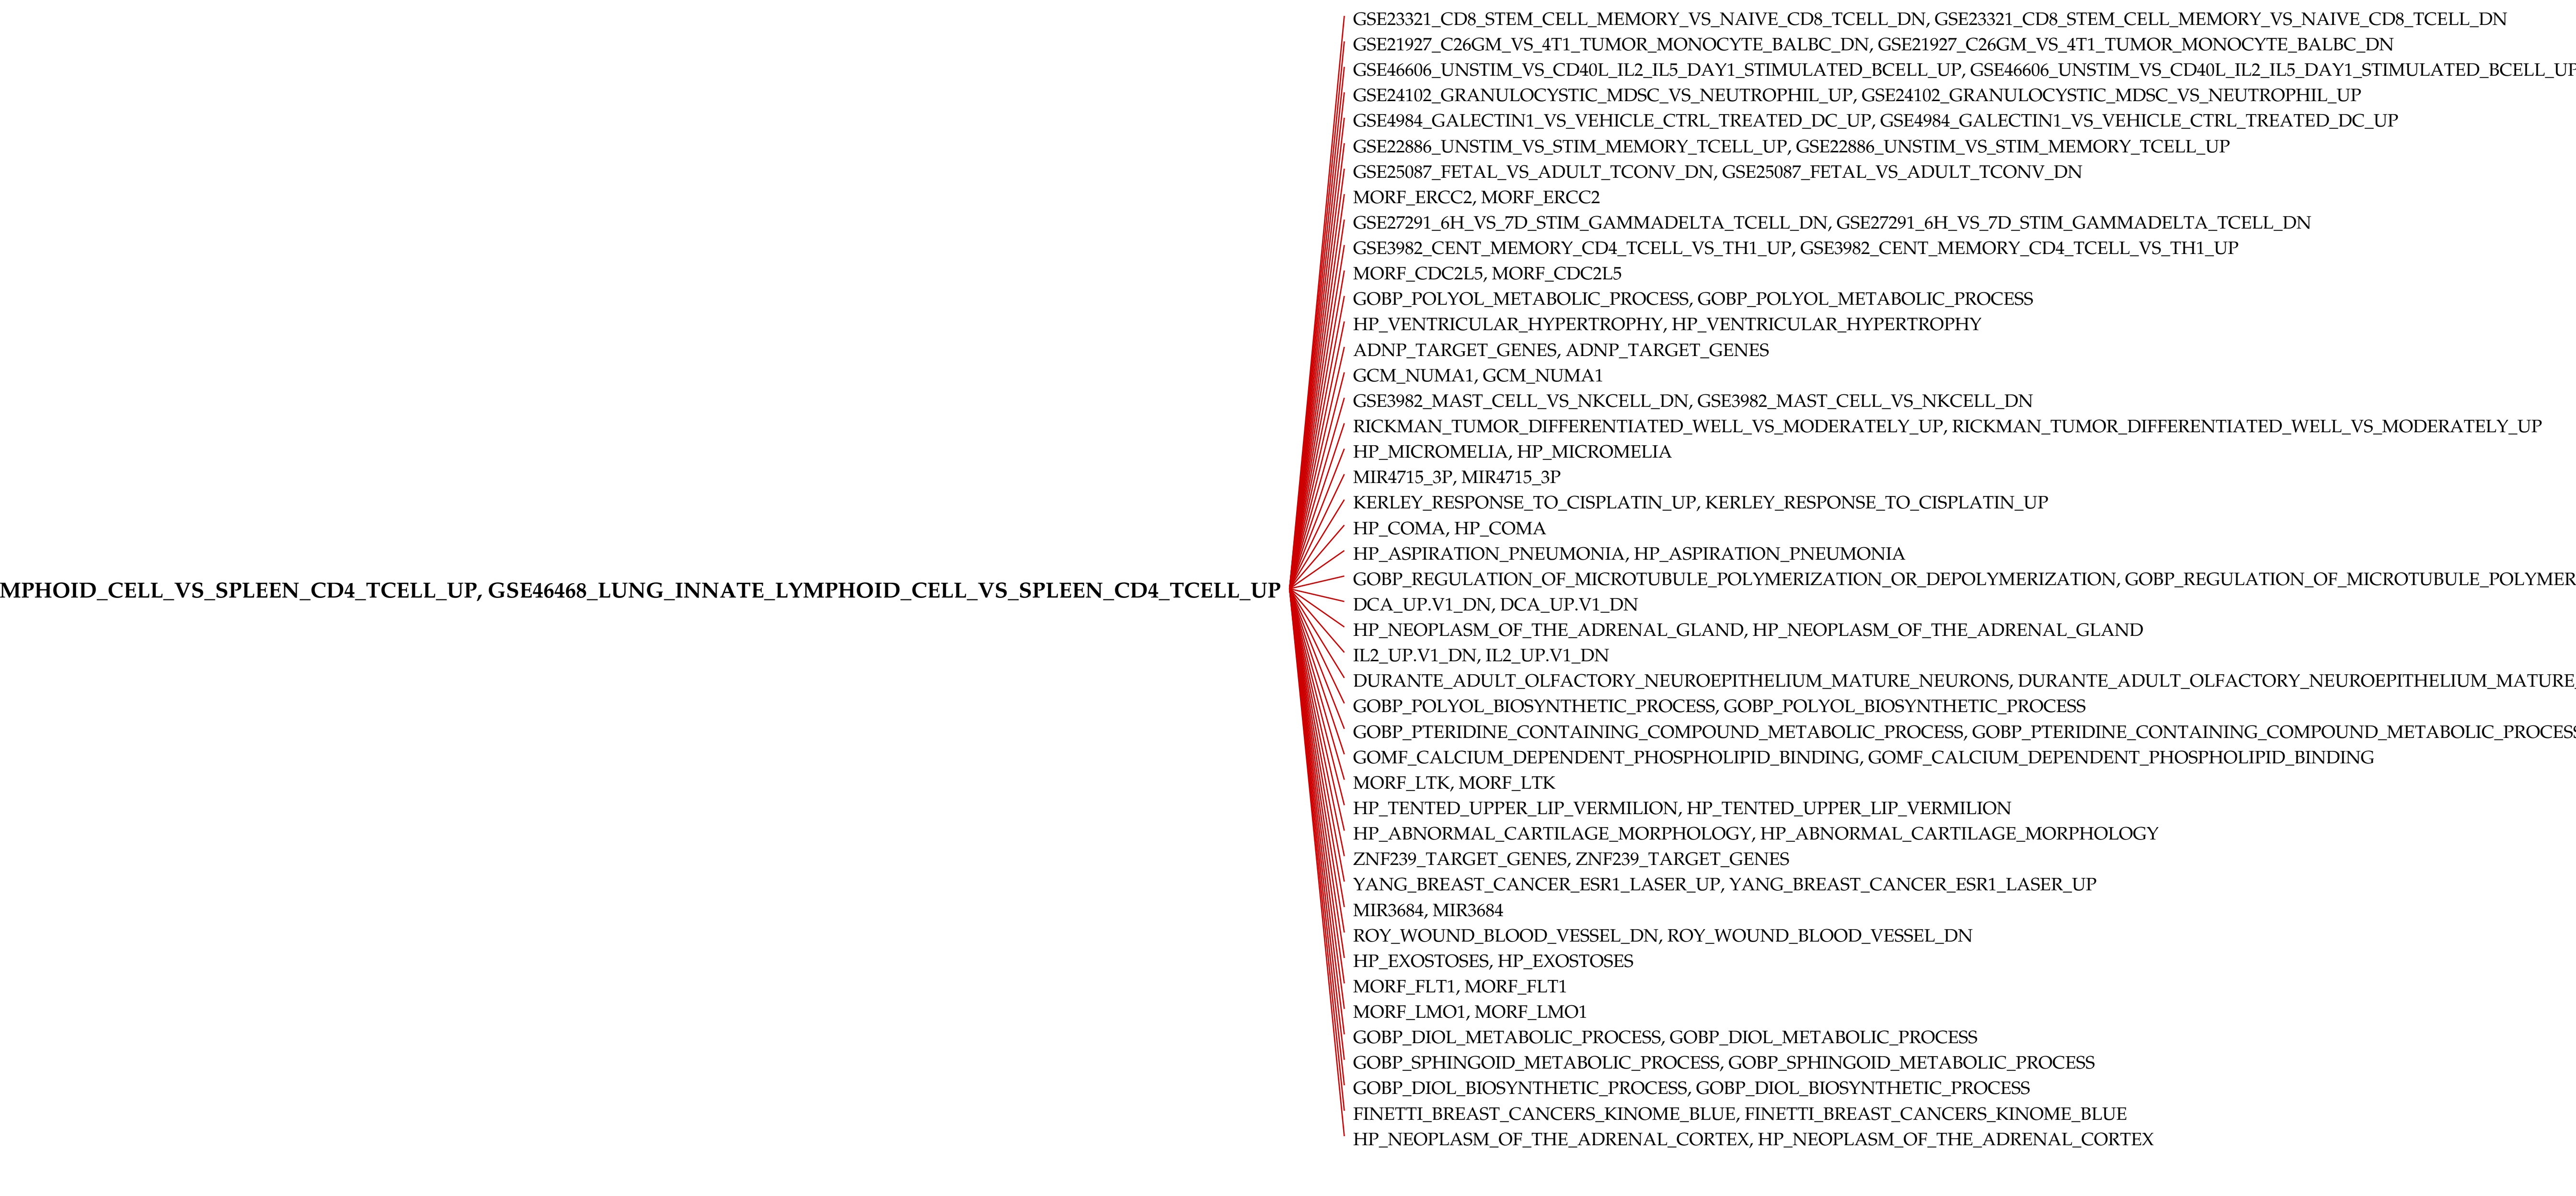 GSE23321_CD8_STEM_CELL_MEMORY_VS_NAIVE_CD8_TCELL_DN, GSE23321_CD8_STEM_CELL_MEMORY_VS_NAIVE_CD8_TCELL_DN
GSE21927_C26GM_VS_4T1_TUMOR_MONOCYTE_BALBC_DN, GSE21927_C26GM_VS_4T1_TUMOR_MONOCYTE_BALBC_DN
GSE46606_UNSTIM_VS_CD40L_IL2_IL5_DAY1_STIMULATED_BCELL_UP, GSE46606_UNSTIM_VS_CD40L_IL2_IL5_DAY1_STIMULATED_BCELL_UP
GSE24102_GRANULOCYSTIC_MDSC_VS_NEUTROPHIL_UP, GSE24102_GRANULOCYSTIC_MDSC_VS_NEUTROPHIL_UP
GSE4984_GALECTIN1_VS_VEHICLE_CTRL_TREATED_DC_UP, GSE4984_GALECTIN1_VS_VEHICLE_CTRL_TREATED_DC_UP
GSE22886_UNSTIM_VS_STIM_MEMORY_TCELL_UP, GSE22886_UNSTIM_VS_STIM_MEMORY_TCELL_UP
GSE25087_FETAL_VS_ADULT_TCONV_DN, GSE25087_FETAL_VS_ADULT_TCONV_DN
MORF_ERCC2, MORF_ERCC2
GSE27291_6H_VS_7D_STIM_GAMMADELTA_TCELL_DN, GSE27291_6H_VS_7D_STIM_GAMMADELTA_TCELL_DN
GSE3982_CENT_MEMORY_CD4_TCELL_VS_TH1_UP, GSE3982_CENT_MEMORY_CD4_TCELL_VS_TH1_UP
MORF_CDC2L5, MORF_CDC2L5
GOBP_POLYOL_METABOLIC_PROCESS, GOBP_POLYOL_METABOLIC_PROCESS
HP_VENTRICULAR_HYPERTROPHY, HP_VENTRICULAR_HYPERTROPHY
ADNP_TARGET_GENES, ADNP_TARGET_GENES
GCM_NUMA1, GCM_NUMA1
GSE3982_MAST_CELL_VS_NKCELL_DN, GSE3982_MAST_CELL_VS_NKCELL_DN
RICKMAN_TUMOR_DIFFERENTIATED_WELL_VS_MODERATELY_UP, RICKMAN_TUMOR_DIFFERENTIATED_WELL_VS_MODERATELY_UP
HP_MICROMELIA, HP_MICROMELIA
MIR4715_3P, MIR4715_3P
KERLEY_RESPONSE_TO_CISPLATIN_UP, KERLEY_RESPONSE_TO_CISPLATIN_UP
HP_COMA, HP_COMA
HP_ASPIRATION_PNEUMONIA, HP_ASPIRATION_PNEUMONIA
GOBP_REGULATION_OF_MICROTUBULE_POLYMERIZATION_OR_DEPOLYMERIZATION, GOBP_REGULATION_OF_MICROTUBULE_POLYMER
MPHOID_CELL_VS_SPLEEN_CD4_TCELL_UP, GSE46468_LUNG_INNATE_LYMPHOID_CELL_VS_SPLEEN_CD4_TCELL_UP
DCA_UP.V1_DN, DCA_UP.V1_DN
HP_NEOPLASM_OF_THE_ADRENAL_GLAND, HP_NEOPLASM_OF_THE_ADRENAL_GLAND
IL2_UP.V1_DN, IL2_UP.V1_DN
DURANTE_ADULT_OLFACTORY_NEUROEPITHELIUM_MATURE_NEURONS, DURANTE_ADULT_OLFACTORY_NEUROEPITHELIUM_MATURE_
GOBP_POLYOL_BIOSYNTHETIC_PROCESS, GOBP_POLYOL_BIOSYNTHETIC_PROCESS
GOBP_PTERIDINE_CONTAINING_COMPOUND_METABOLIC_PROCESS, GOBP_PTERIDINE_CONTAINING_COMPOUND_METABOLIC_PROCESS
GOMF_CALCIUM_DEPENDENT_PHOSPHOLIPID_BINDING, GOMF_CALCIUM_DEPENDENT_PHOSPHOLIPID_BINDING
MORF_LTK, MORF_LTK
HP_TENTED_UPPER_LIP_VERMILION, HP_TENTED_UPPER_LIP_VERMILION
HP_ABNORMAL_CARTILAGE_MORPHOLOGY, HP_ABNORMAL_CARTILAGE_MORPHOLOGY
ZNF239_TARGET_GENES, ZNF239_TARGET_GENES
YANG_BREAST_CANCER_ESR1_LASER_UP, YANG_BREAST_CANCER_ESR1_LASER_UP
MIR3684, MIR3684
ROY_WOUND_BLOOD_VESSEL_DN, ROY_WOUND_BLOOD_VESSEL_DN
HP_EXOSTOSES, HP_EXOSTOSES
MORF_FLT1, MORF_FLT1
MORF_LMO1, MORF_LMO1
GOBP_DIOL_METABOLIC_PROCESS, GOBP_DIOL_METABOLIC_PROCESS
GOBP_SPHINGOID_METABOLIC_PROCESS, GOBP_SPHINGOID_METABOLIC_PROCESS
GOBP_DIOL_BIOSYNTHETIC_PROCESS, GOBP_DIOL_BIOSYNTHETIC_PROCESS
FINETTI_BREAST_CANCERS_KINOME_BLUE, FINETTI_BREAST_CANCERS_KINOME_BLUE
HP_NEOPLASM_OF_THE_ADRENAL_CORTEX, HP_NEOPLASM_OF_THE_ADRENAL_CORTEX